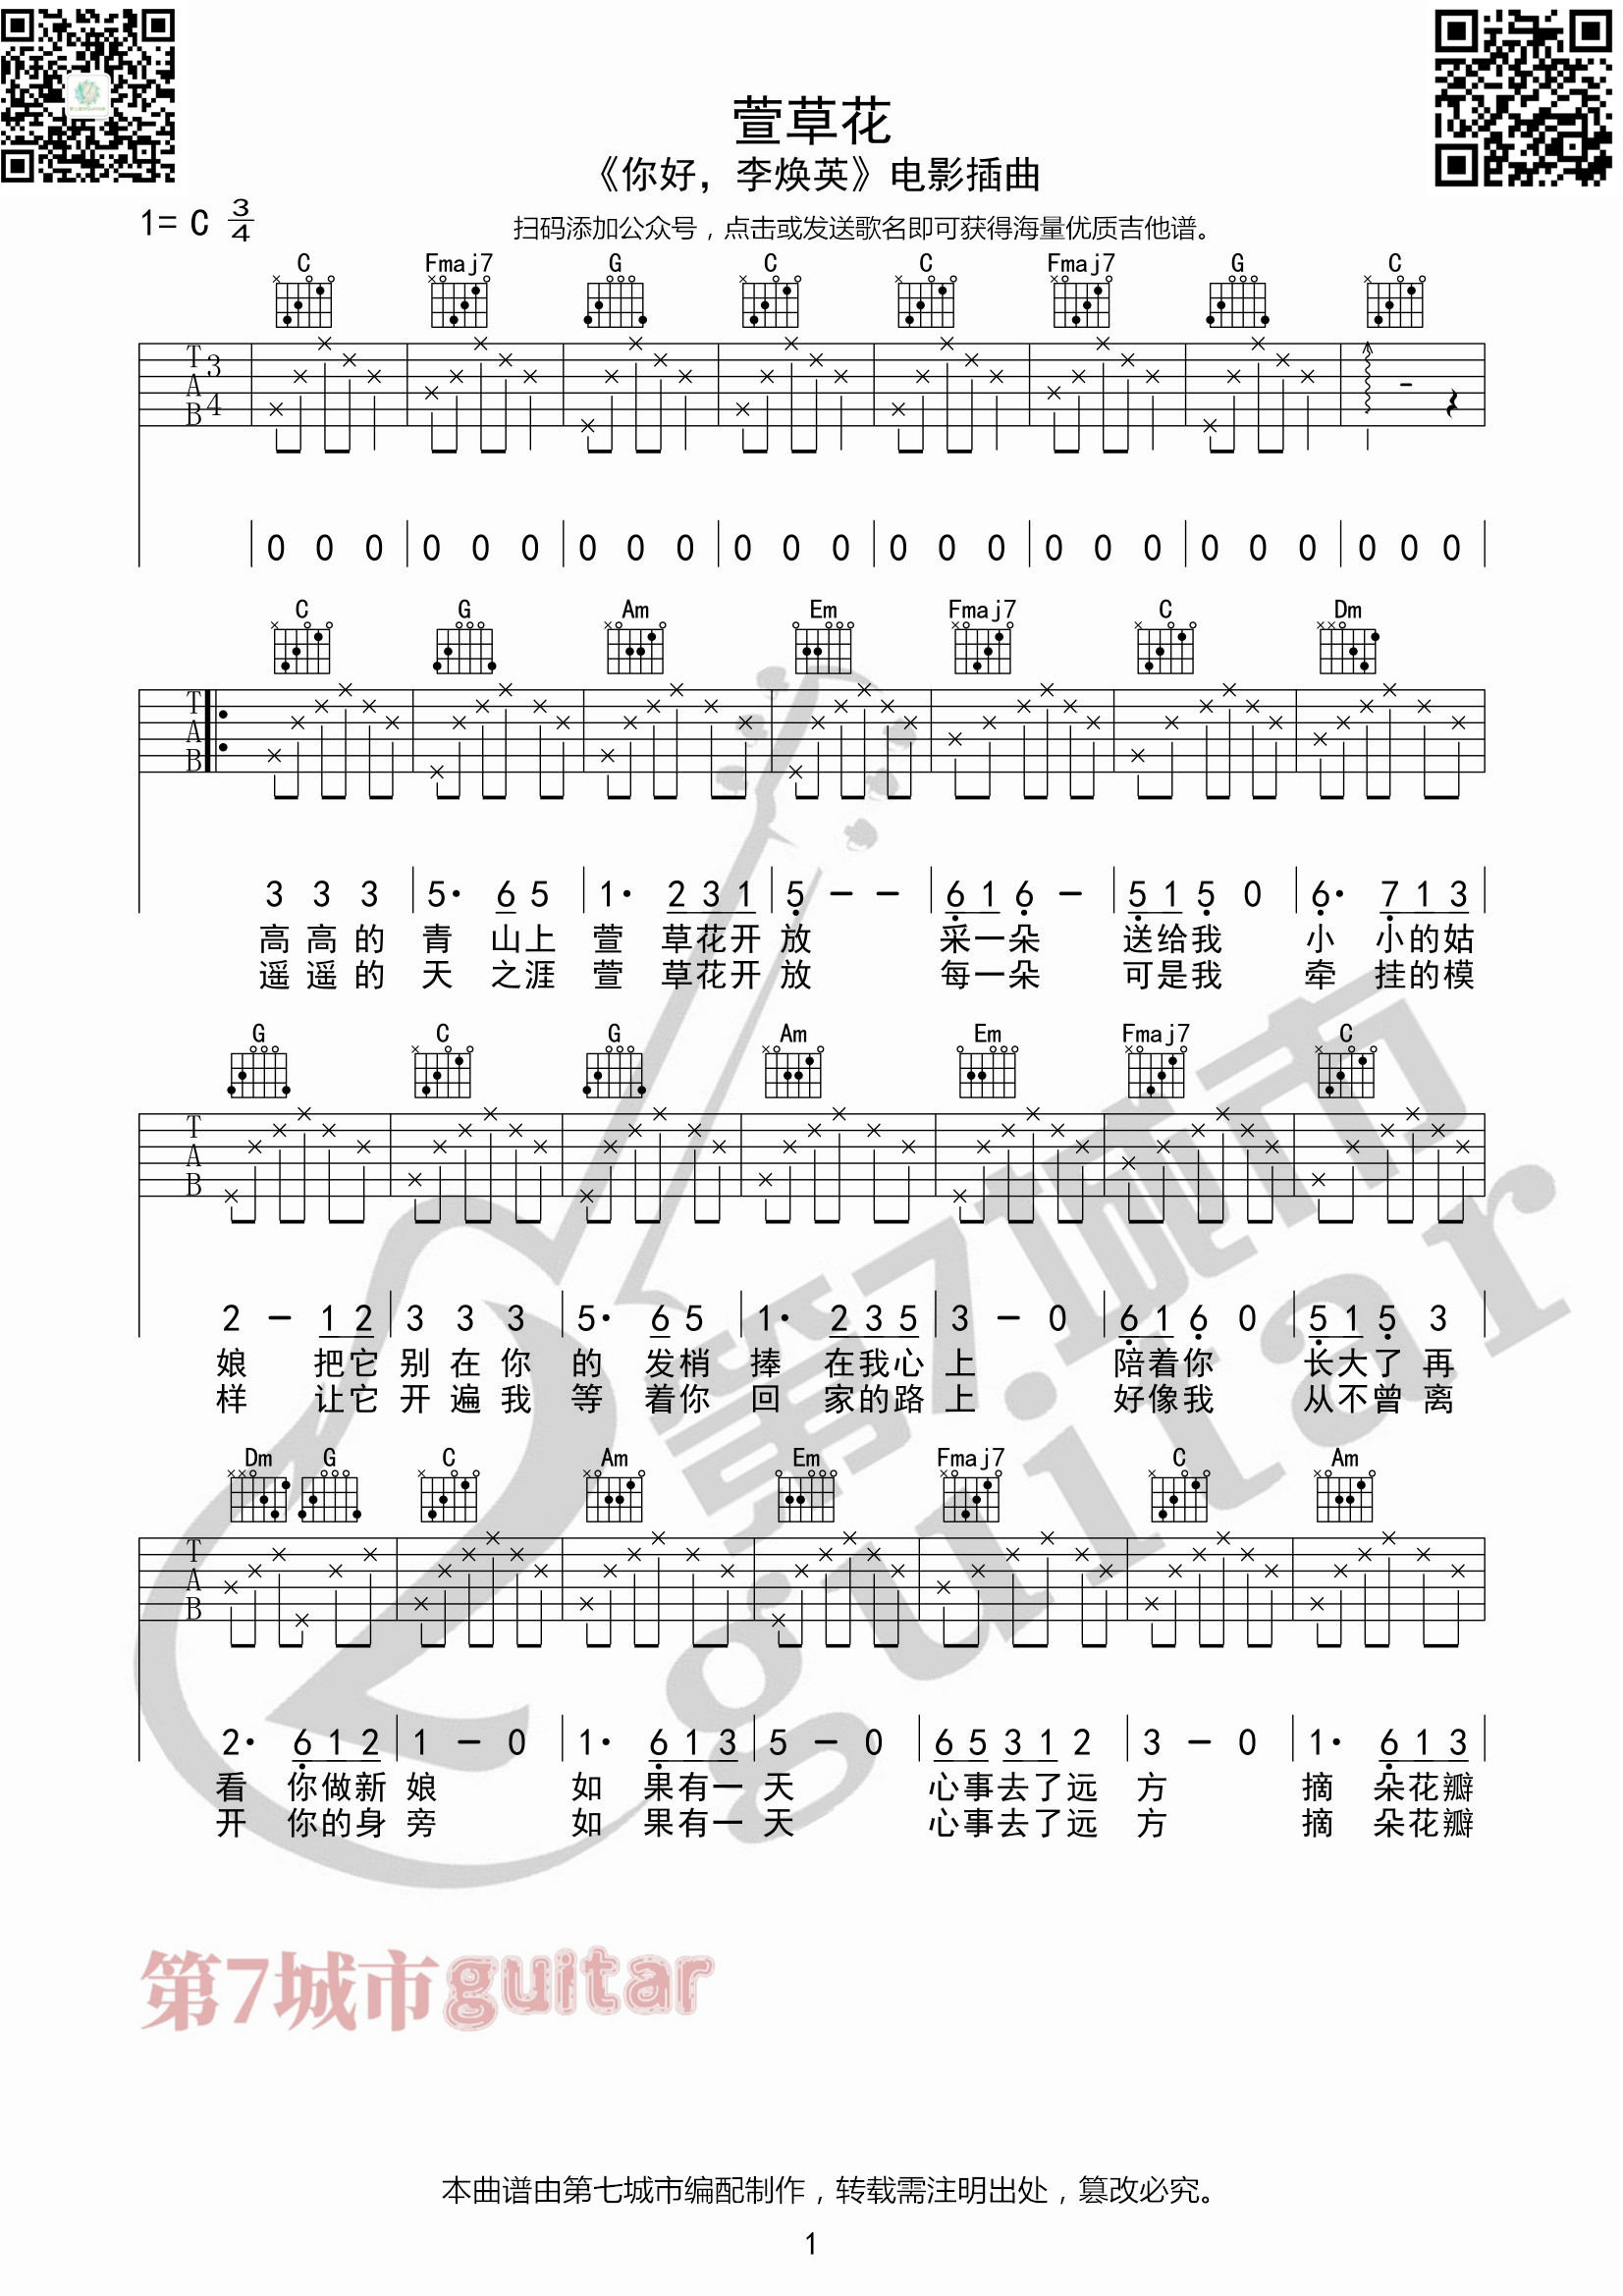 萱草花
《你好，李焕英》电影插曲
1= C 3/4
扫码添加公众号，点击或发送歌名即可获得海量优质吉他谱。
C Fmaj7 G C C Fmaj7 G C
T A B 3 4
0 0 0 0 0 0 0 0 0 0 0 0 0 0 0 0 0 0 0 0 0 0 0 0
C G Am Em Fmaj7 C Dm
T A B
3 3 3 5· 6 5 1· 2 3 1 5 - - 6 1 6 - 5 1 5 0 6· 7 1 3
高 高 的 青 山上 萱 草花开 放 采一朵 送给我 小 小的姑
遥 遥 的 天 之涯 萱 草花开 放 每一朵 可是我 牵 挂的模
G C G Am Em Fmaj7 C
T A B
2 - 1 2 3 3 3 5· 6 5 1· 2 3 5 3 - 0 6 1 6 0 5 1 5 3
娘 把它 别 在 你 的 发梢 捧 在我心 上 陪着你 长大了 再
样 让它 开 遍 我 等 着你 回 家的路 上 好像我 从不曾 离
Dm G C Am Em Fmaj7 C Am
T A B
2· 6 1 2 1 - 0 1· 6 1 3 5 - 0 6 5 3 1 2 3 - 0 1· 6 1 3
看 你做新 娘 如 果有一 天 心事去了远 方 摘 朵花瓣
开 你的身 旁 如 果有一 天 心事去了远 方 摘 朵花瓣
第7城市 guitar
第7城市guitar
本曲谱由第七城市编配制作，转载需注明出处，篡改必究。
1